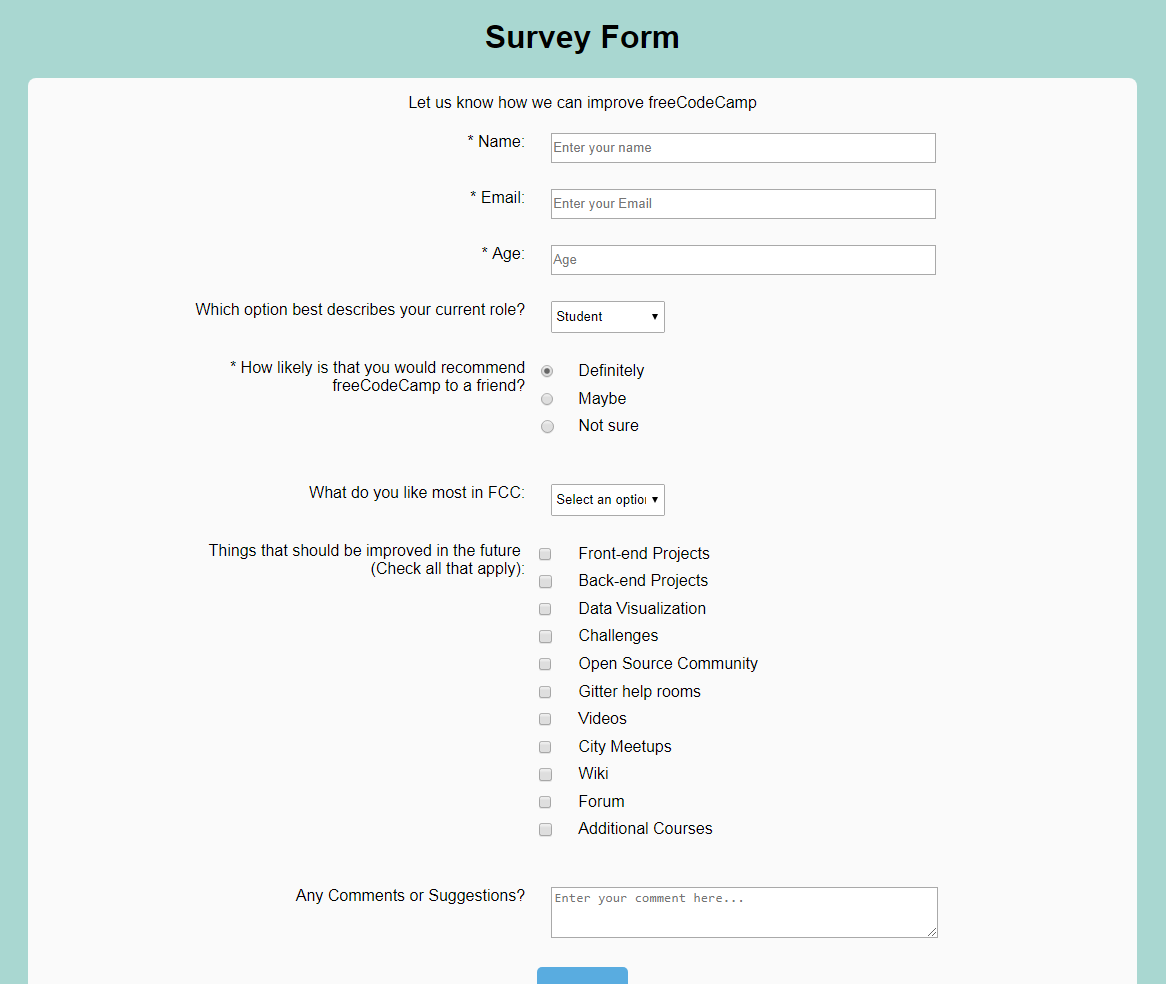 Survey Form
Let us know how we can improve freeCodeCamp
* Name:
Enter your name
* Email:
Enter your Email
* Age:
Age
Which option best describes your current role?
Student
* How likely is that you would recommend
freeCodeCamp to a friend?
Definitely
Maybe
Not sure
What do you like most in FCC:
Select an optio
Things that should be improved in the future
(Check all that apply):
Front-end Projects
Back-end Projects
Data Visualization
Challenges
Open Source Community
Gitter help rooms
Videos
City Meetups
Wiki
Forum
Additional Courses
Any Comments or Suggestions?
Enter your comment here...